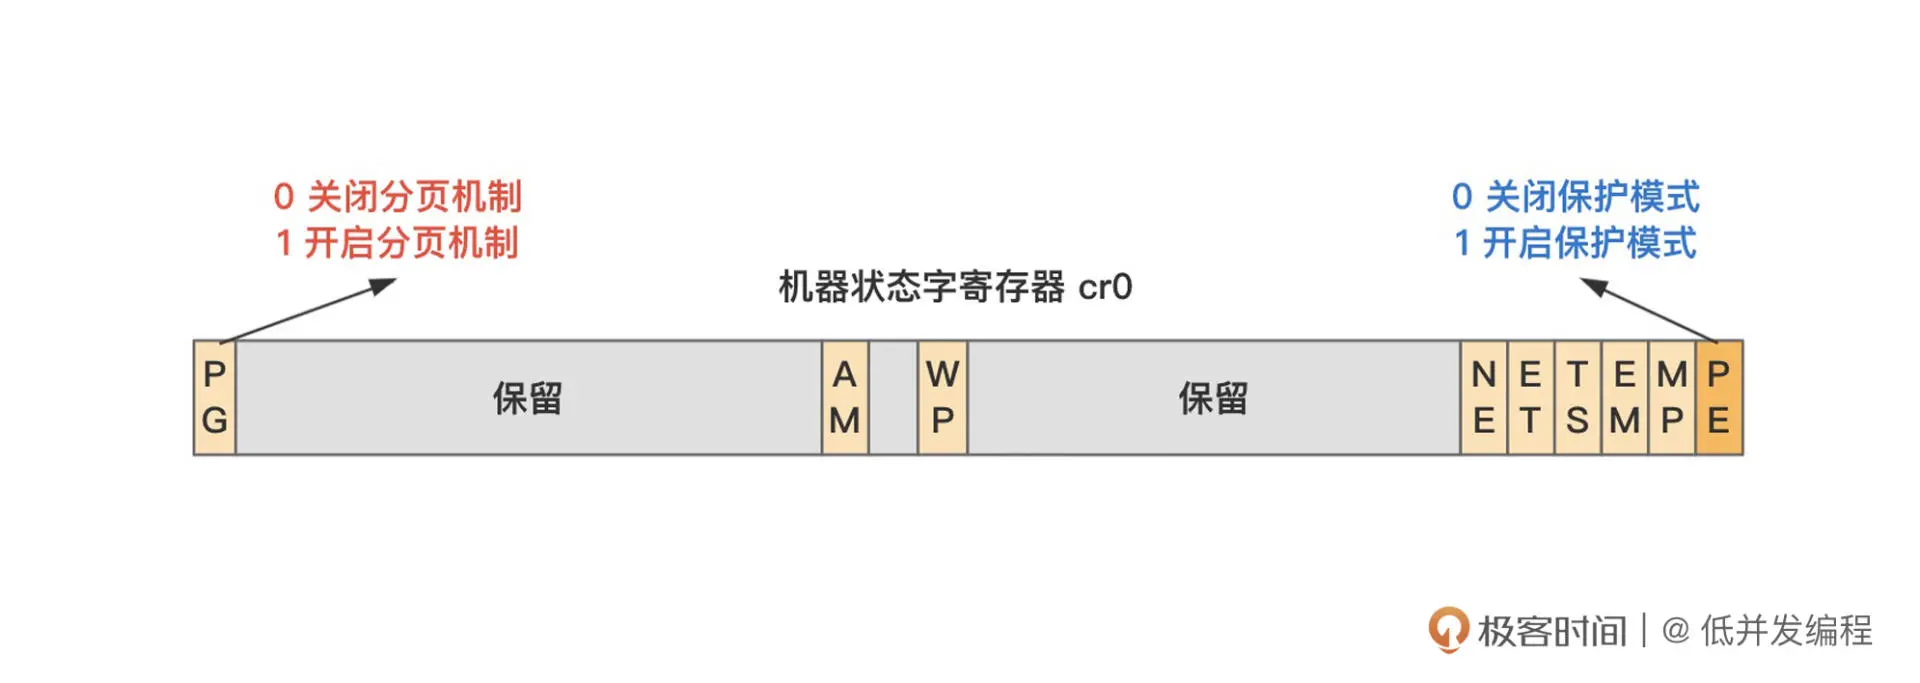 0 关闭分页机制
1 开启分页机制
0 关闭保护模式
1 开启保护模式
机器状态字寄存器 cr0
PG
保留
AM
WP
保留
NE
ET
TS
EM
MP
PE
极客时间 | @ 低并发编程